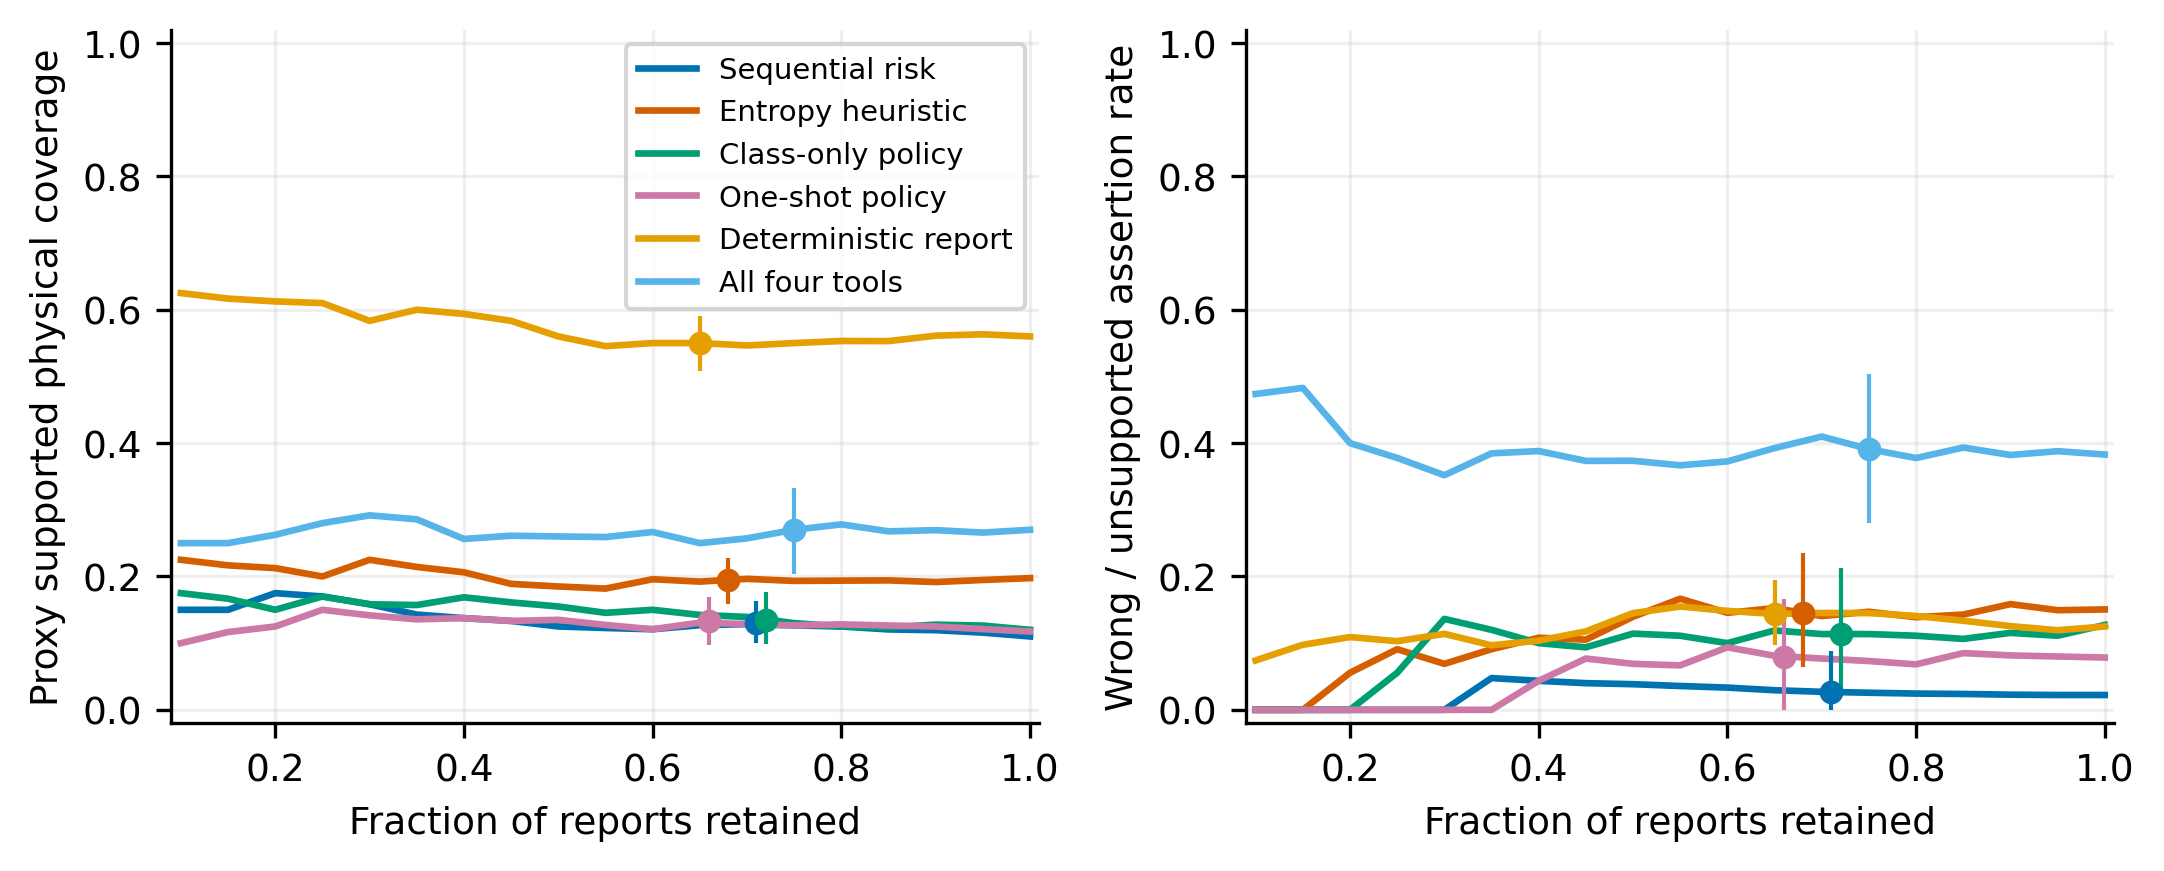 Proxy supported physical coverage
1.0
0.8
0.6
0.4
0.2
0.0
Sequential risk
Entropy heuristic
Class-only policy
One-shot policy
Deterministic report
All four tools
0.2 0.4 0.6 0.8 1.0
Fraction of reports retained
Wrong / unsupported assertion rate
1.0
0.8
0.6
0.4
0.2
0.0
0.2 0.4 0.6 0.8 1.0
Fraction of reports retained